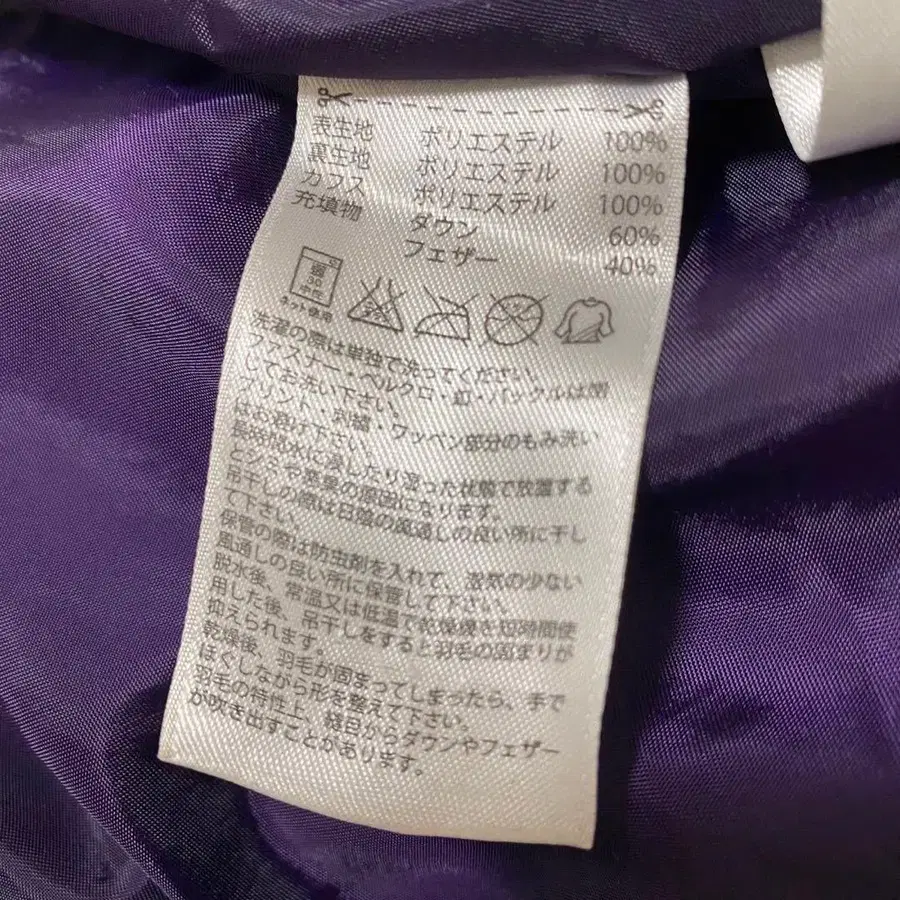 表生地 ポリエステル 100%
裏生地 ポリエステル 100%
カフス ポリエステル 100%
充填物 ダウン 60%
フェザー 40%
ネット使用
洗濯の際は単独で洗ってください。
ファスナー・ベルクロ・釦・バックルは閉
じてお洗い下さい。
プリント・刺繍・ワッペン部分のもみ洗い
はお避け下さい。
長時間水に浸したり湿った状態で放置する
とクスミや悪臭の原因になります。
吊干しの際は日陰の風通しの良い所に干し
て下さい。
保管の際は防虫剤を入れて、湿気の少ない
風通しの良い所に保管して下さい。
脱水後、常温又は低温で乾燥機を短時間使
用した後、吊干しをすると羽毛の固まりが
抑えられます。
乾燥後、羽毛が固まってしまったら、手で
ほぐしながら形を整えて下さい。
羽毛の特性上、縫目からダウンやフェザー
が吹き出すことがあります。